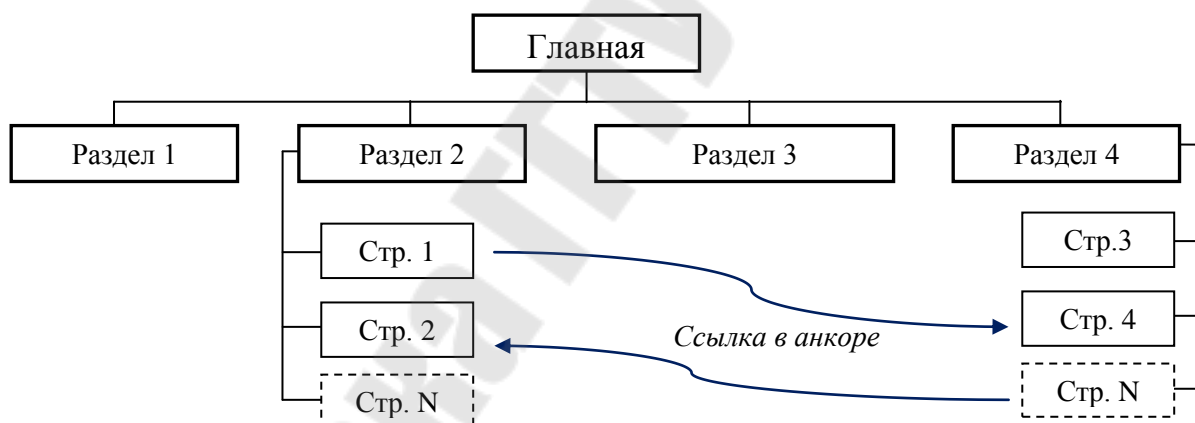 Главная
Раздел 1
Раздел 2
Раздел 3
Раздел 4
Стр. 1
Стр.3
Стр. 2
Стр. 4
Ссылка в анкоре
Стр. N
Стр. N